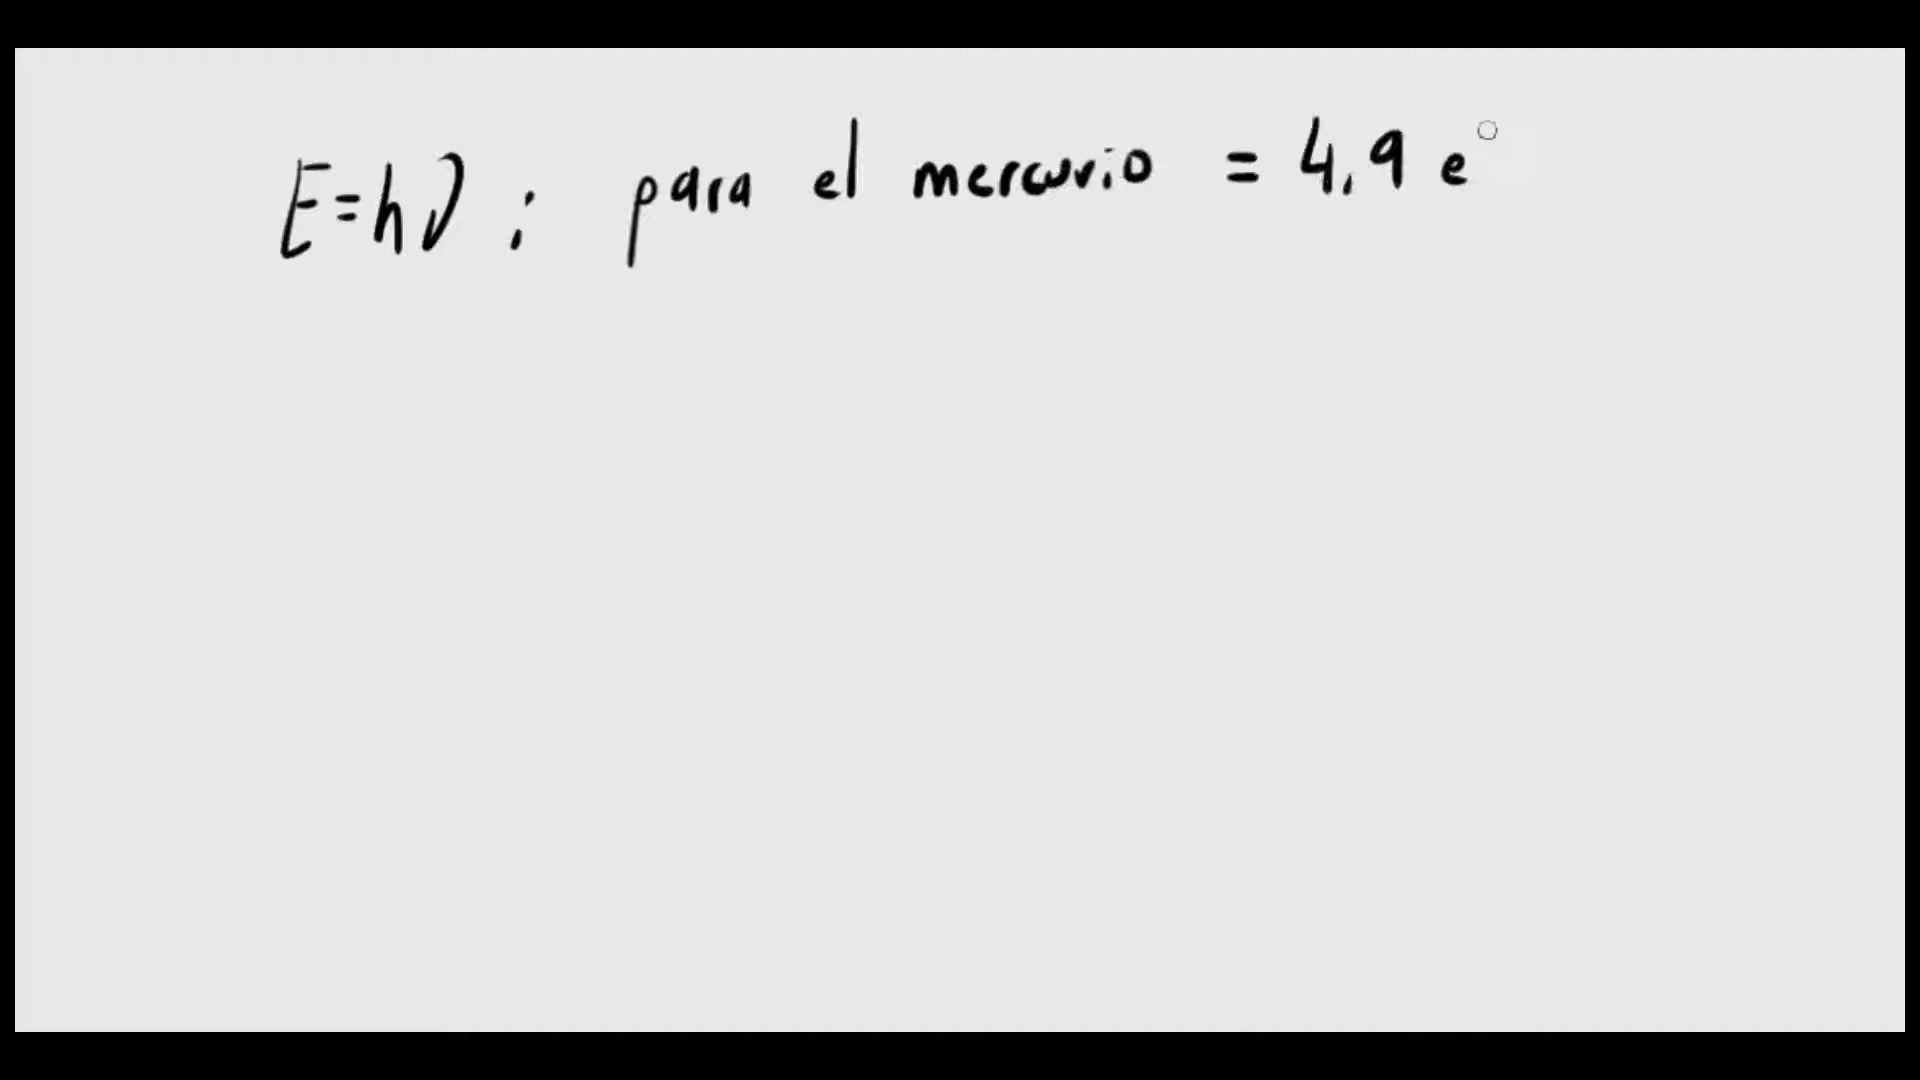 E=hν ; para el mercurio = 4.9 e